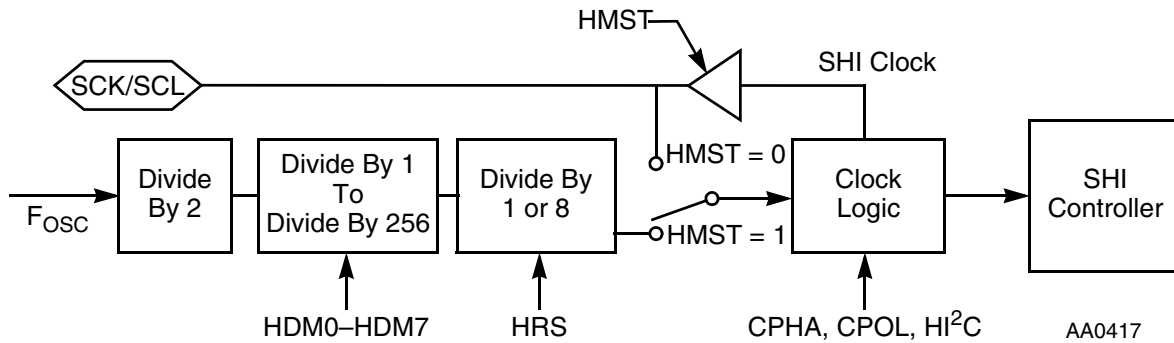 HMST
SCK/SCL
SHI Clock
Divide
By 2
Divide By 1
To
Divide By 256
Divide By
1 or 8
HMST = 0
HMST = 1
Clock
Logic
SHI
Controller
F_OSC
HDM0–HDM7
HRS
CPHA, CPOL, HI²C
AA0417